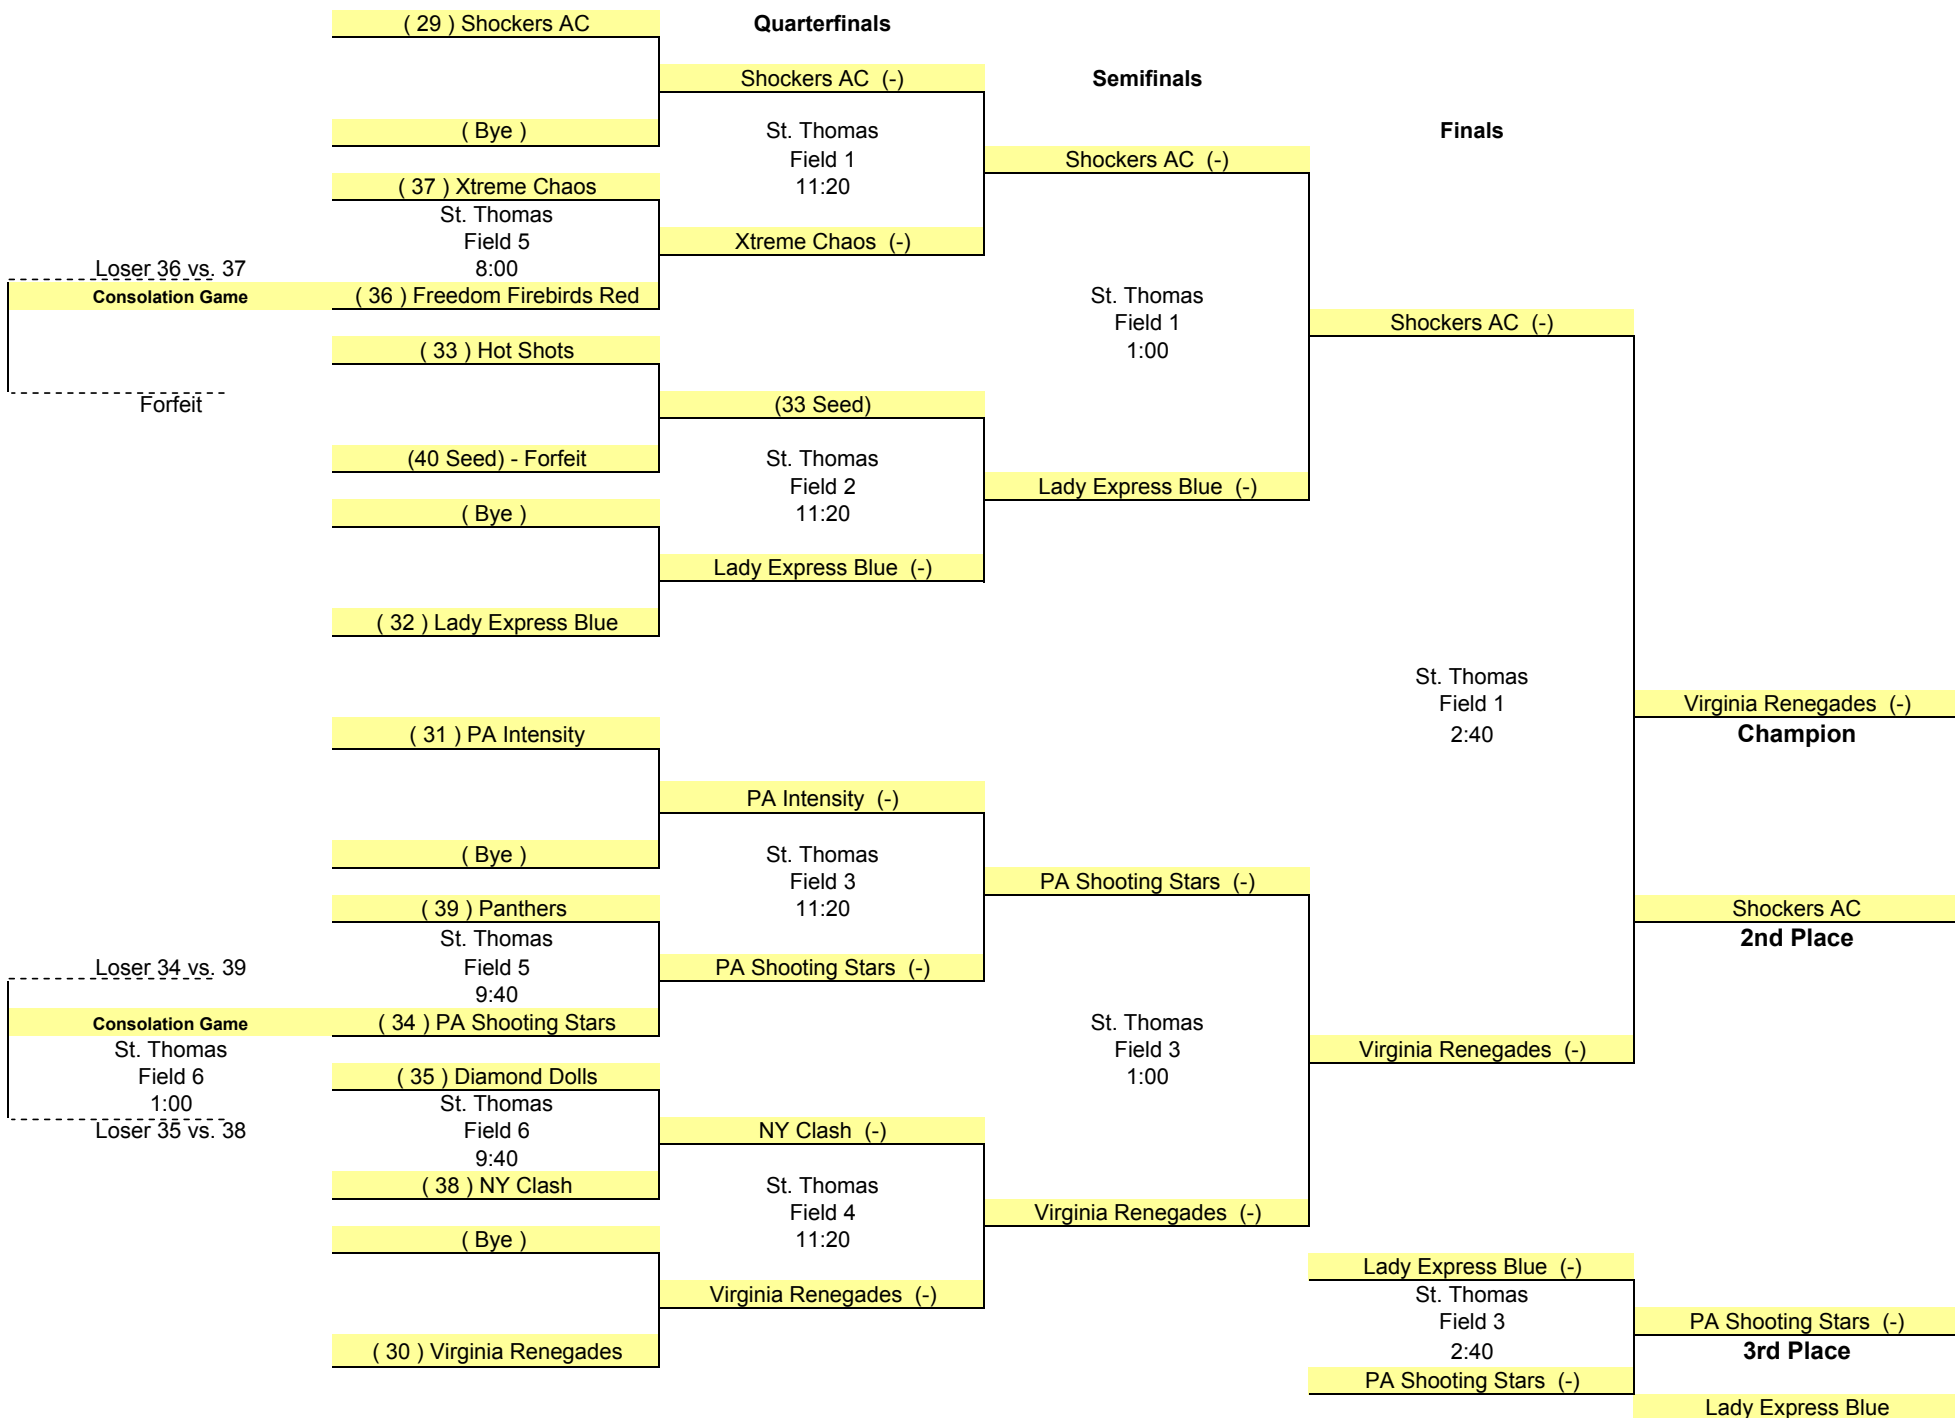 ( 29 ) Shockers AC
Quarterfinals
Shockers AC (-)
Semifinals
( Bye )
St. Thomas
Finals
Field 1
Shockers AC (-)
( 37 ) Xtreme Chaos
11:20
St. Thomas
Field 5
Xtreme Chaos (-)
Loser 36 vs. 37
8:00
Consolation Game
( 36 ) Freedom Firebirds Red
St. Thomas
Field 1
Shockers AC (-)
( 33 ) Hot Shots
1:00
Forfeit
(33 Seed)
(40 Seed) - Forfeit
St. Thomas
Field 2
Lady Express Blue (-)
( Bye )
11:20
Lady Express Blue (-)
( 32 ) Lady Express Blue
St. Thomas
Field 1
Virginia Renegades (-)
( 31 ) PA Intensity
2:40
Champion
PA Intensity (-)
( Bye )
St. Thomas
Field 3
PA Shooting Stars (-)
( 39 ) Panthers
11:20
Shockers AC
St. Thomas
2nd Place
Loser 34 vs. 39
Field 5
PA Shooting Stars (-)
9:40
Consolation Game
( 34 ) PA Shooting Stars
St. Thomas
St. Thomas
Field 3
Virginia Renegades (-)
Field 6
( 35 ) Diamond Dolls
1:00
1:00
St. Thomas
Loser 35 vs. 38
Field 6
NY Clash (-)
9:40
( 38 ) NY Clash
St. Thomas
Field 4
Virginia Renegades (-)
( Bye )
11:20
Lady Express Blue (-)
Virginia Renegades (-)
St. Thomas
Field 3
PA Shooting Stars (-)
( 30 ) Virginia Renegades
2:40
3rd Place
PA Shooting Stars (-)
Lady Express Blue